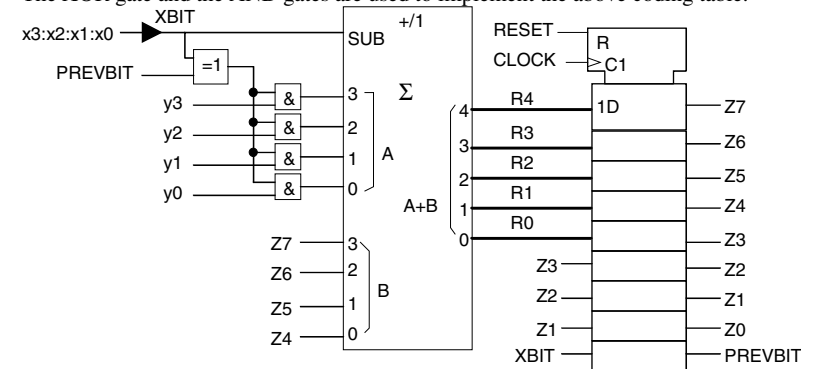 The XOR gate and the AND gates are used to implement the above coding table.
XBIT
x3:x2:x1:x0
PREVBIT
=1
y3
&
y2
&
y1
&
y0
&
SUB
+/1
Σ
3
2
1
0
A
Z7
3
Z6
2
Z5
1
Z4
0
B
A+B
4
3
2
1
0
R4
R3
R2
R1
R0
RESET
R
CLOCK
C1
1D
Z7
Z6
Z5
Z4
Z3
Z3
Z2
Z2
Z1
Z1
Z0
XBIT
PREVBIT